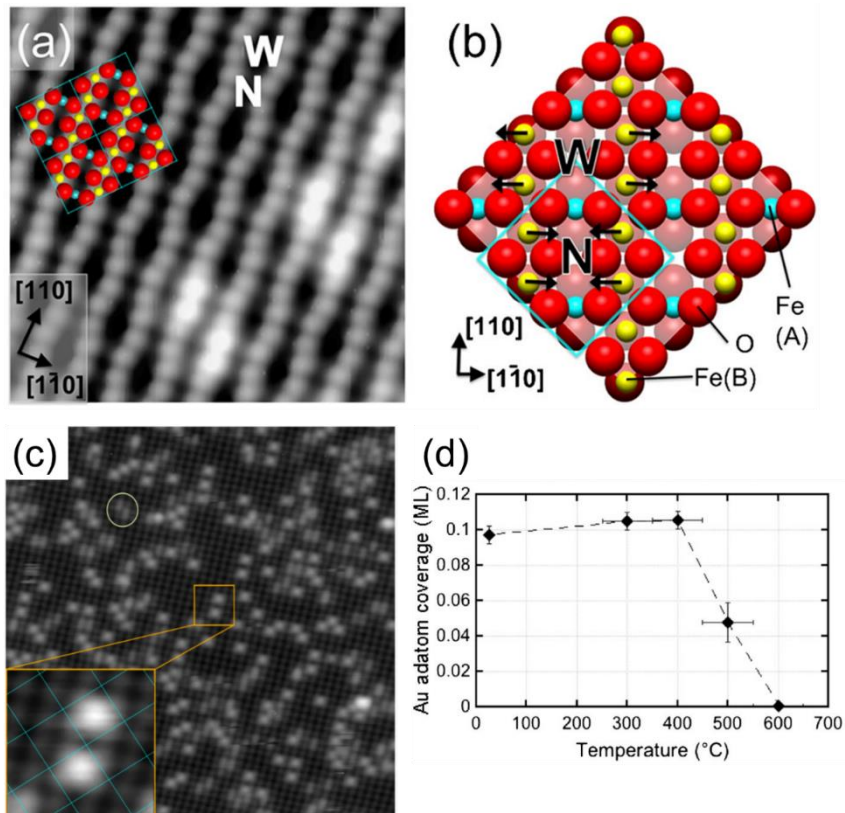 (a)
W
N
[110]
[11̄0]
(b)
W
N
Fe
(A)
O
Fe(B)
[110]
[11̄0]
(c)
(d)
Au adatom coverage (ML)
0.12
0.1
0.08
0.06
0.04
0.02
0
0 100 200 300 400 500 600 700
Temperature (°C)